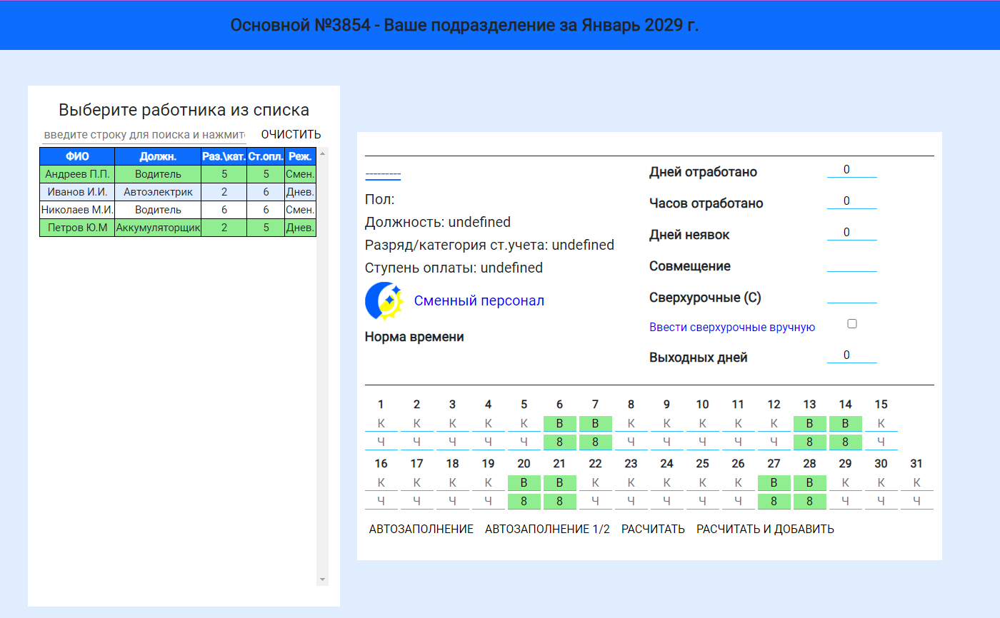 Основной №3854 - Ваше подразделение за Январь 2029 г.
Выберите работника из списка
введите строку для поиска и нажмите ОЧИСТИТЬ
ФИО Должн. Раз.\кат. Ст.опл. Реж.
Андреев П.П. Водитель 5 5 Смен.
Иванов И.И. Автоэлектрик 2 6 Днев.
Николаев М.И. Водитель 6 6 Смен.
Петров Ю.М Аккумуляторщик 2 5 Днев.
---------
Пол:
Должность: undefined
Разряд/категория ст.учета: undefined
Ступень оплаты: undefined
Сменный персонал
Норма времени
Дней отработано 0
Часов отработано 0
Дней неявок 0
Совмещение
Сверхурочные (С)
Ввести сверхурочные вручную
Выходных дней 0
1 2 3 4 5 6 7 8 9 10 11 12 13 14 15
К К К К К В В К К К К К В В К
Ч Ч Ч Ч Ч 8 8 Ч Ч Ч Ч Ч 8 8 Ч
16 17 18 19 20 21 22 23 24 25 26 27 28 29 30 31
К К К К В В К К К К К В В К К К
Ч Ч Ч Ч 8 8 Ч Ч Ч Ч Ч 8 8 Ч Ч Ч
АВТОЗАПОЛНЕНИЕ АВТОЗАПОЛНЕНИЕ 1/2 РАСЧИТАТЬ РАСЧИТАТЬ И ДОБАВИТЬ